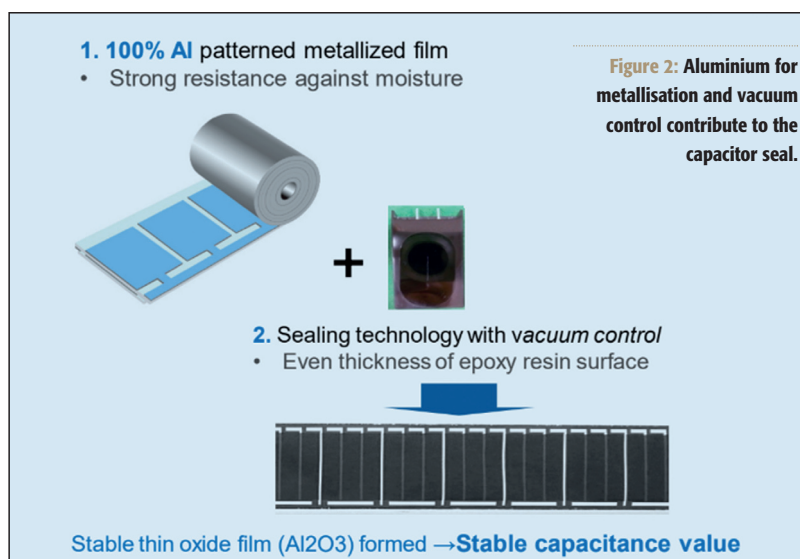 1. 100% Al patterned metallized film
• Strong resistance against moisture
Figure 2: Aluminium for
metallisation and vacuum
control contribute to the
capacitor seal.
+
2. Sealing technology with vacuum control
• Even thickness of epoxy resin surface
Stable thin oxide film (Al2O3) formed →Stable capacitance value